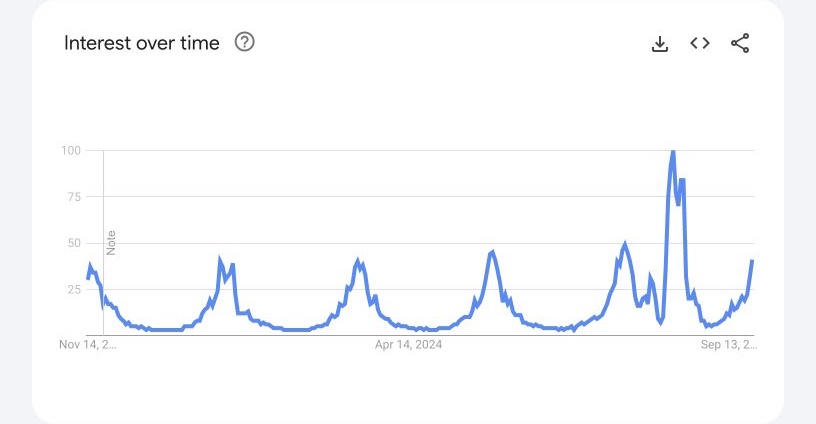 Interest over time
100
75
50
25
Note
Nov 14, 2...
Apr 14, 2024
Sep 13, 2...